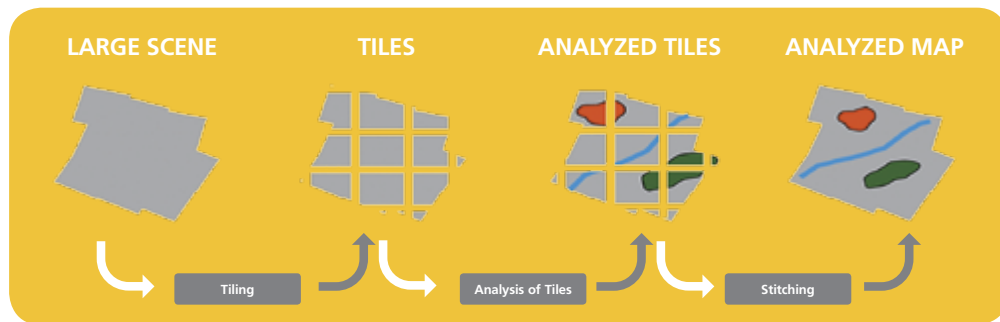 LARGE SCENE
TILES
ANALYZED TILES
ANALYZED MAP
Tiling
Analysis of Tiles
Stitching